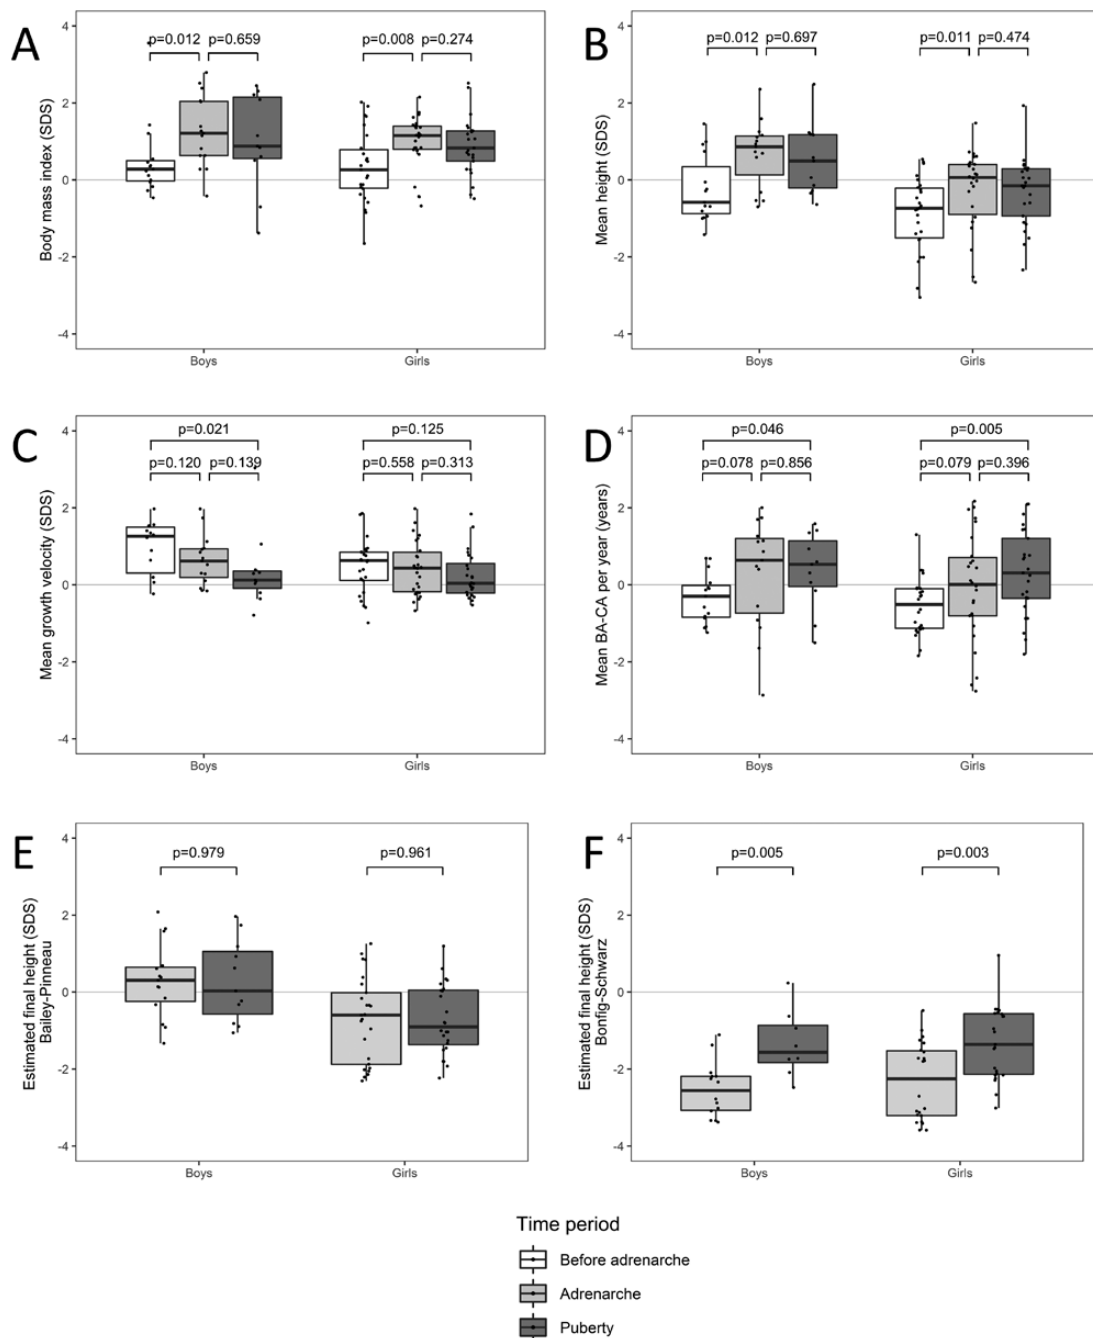 A
4
2
0
-2
-4
Body mass index (SDS)
p=0.012
p=0.659
p=0.008
p=0.274
Boys
Girls
B
4
2
0
-2
-4
Mean height (SDS)
p=0.012
p=0.697
p=0.011
p=0.474
Boys
Girls
C
4
2
0
-2
-4
Mean growth velocity (SDS)
p=0.021
p=0.120
p=0.139
p=0.125
p=0.558
p=0.313
Boys
Girls
D
4
2
0
-2
-4
Mean BA-CA per year (years)
p=0.046
p=0.078
p=0.856
p=0.005
p=0.079
p=0.396
Boys
Girls
E
4
2
0
-2
-4
Estimated final height (SDS)
Bailey-Pinneau
p=0.979
p=0.961
Boys
Girls
F
4
2
0
-2
-4
Estimated final height (SDS)
Bonfig-Schwarz
p=0.005
p=0.003
Boys
Girls
Time period
Before adrenarche
Adrenarche
Puberty